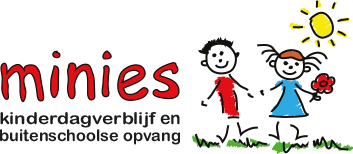 minies
kinderdagverblijf en
buitenschoolse opvang